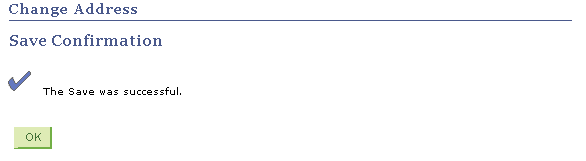 Change Address
Save Confirmation
The Save was successful.
OK